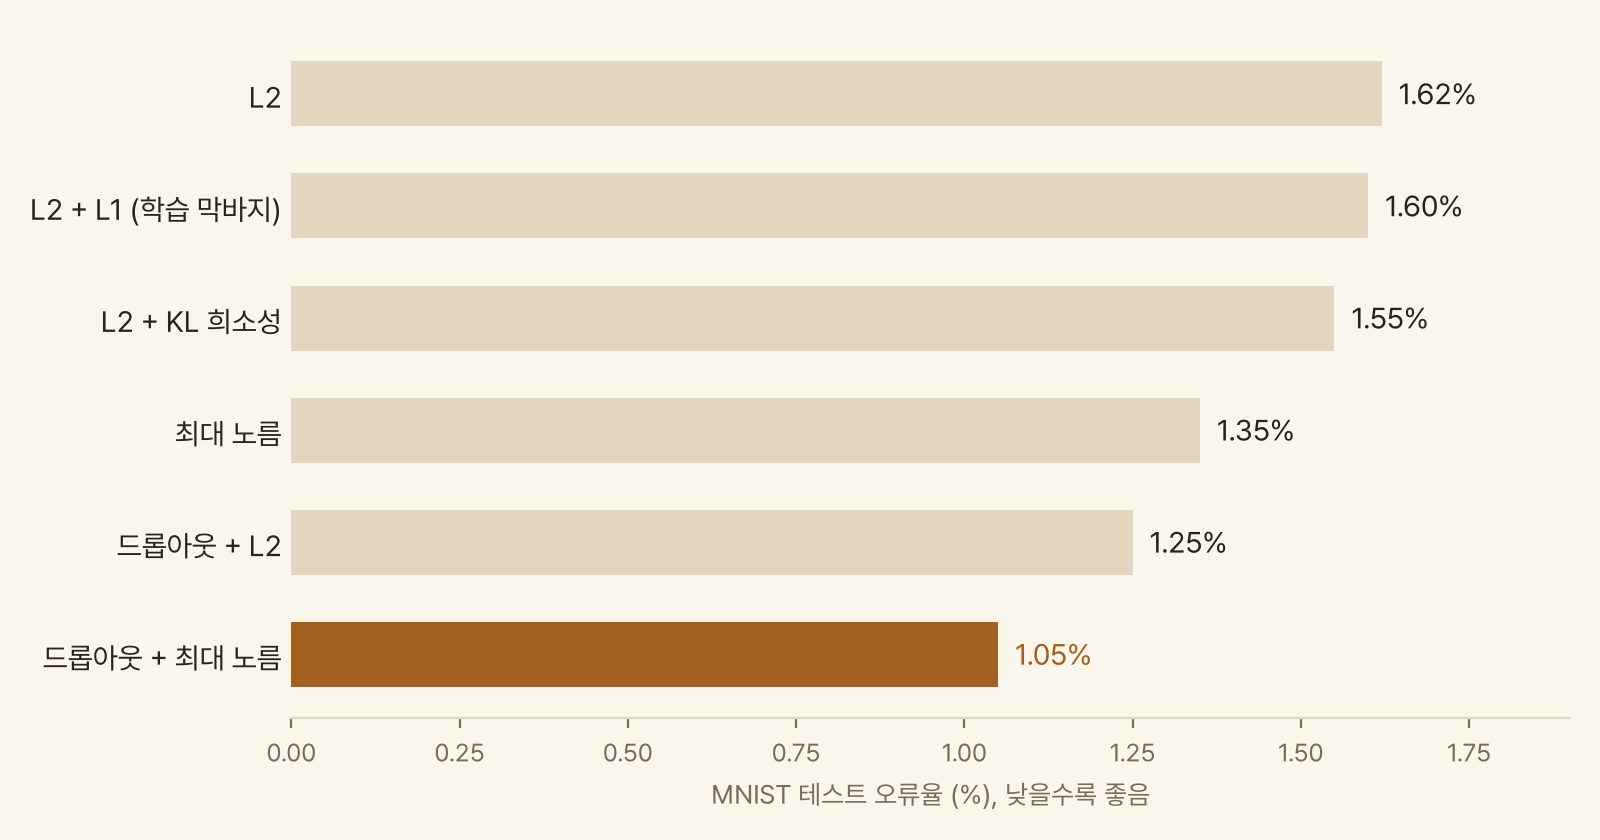 L2
1.62%
L2 + L1 (학습 막바지)
1.60%
L2 + KL 희소성
1.55%
최대 노름
1.35%
드롭아웃 + L2
1.25%
드롭아웃 + 최대 노름
1.05%
0.00 0.25 0.50 0.75 1.00 1.25 1.50 1.75
MNIST 테스트 오류율 (%), 낮을수록 좋음